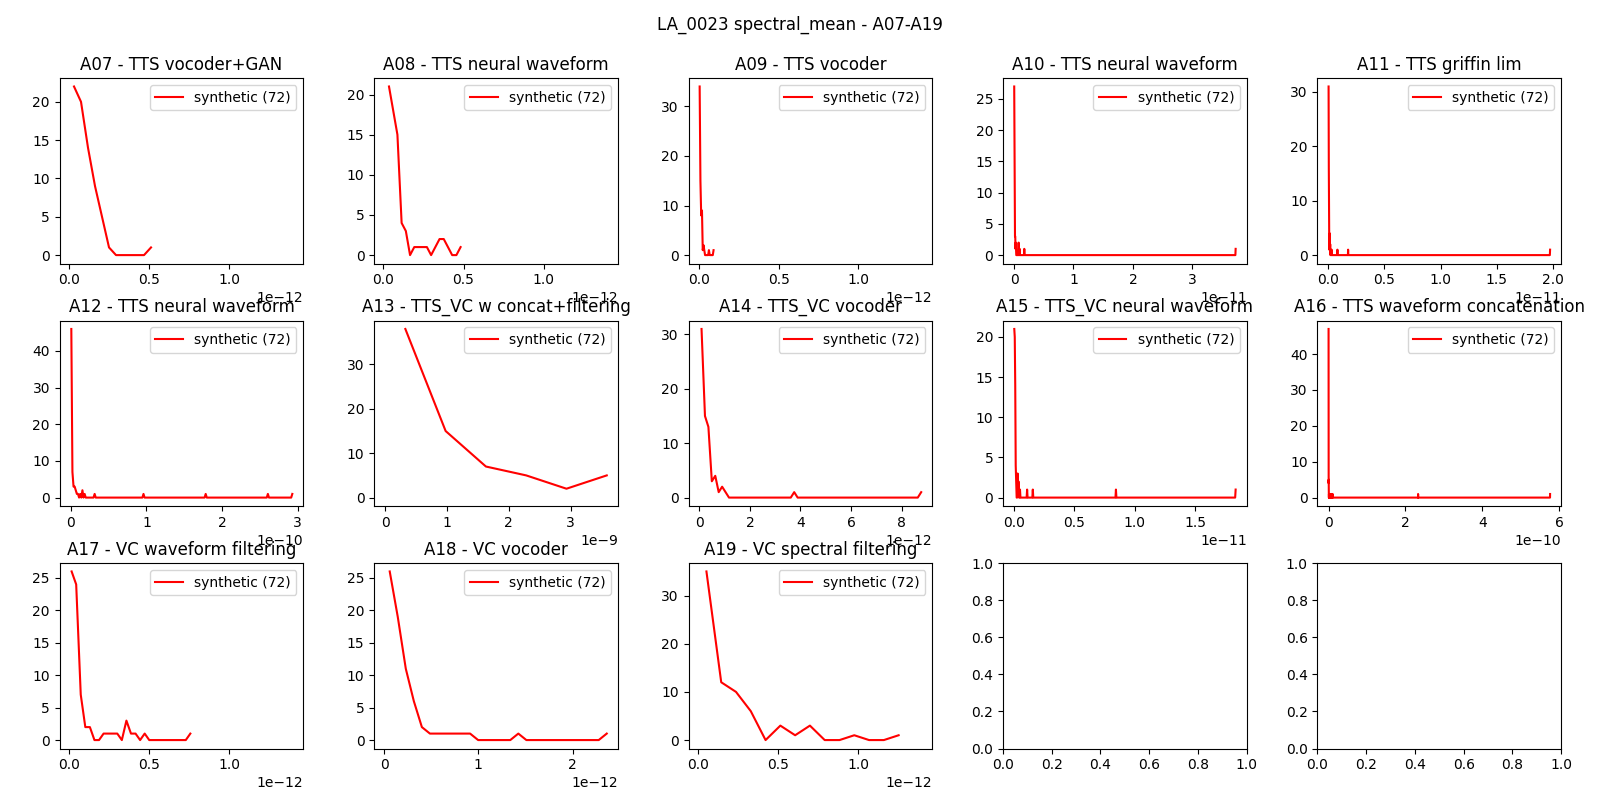 LA_0023 spectral_mean - A07-A19
A07 - TTS vocoder+GAN
synthetic (72)
20
15
10
5
0
0.0 0.5 1.0
1e−12
A08 - TTS neural waveform
synthetic (72)
20
15
10
5
0
0.0 0.5 1.0
1e−12
A09 - TTS vocoder
synthetic (72)
30
20
10
0
0.0 0.5 1.0
1e−12
A10 - TTS neural waveform
synthetic (72)
25
20
15
10
5
0
0 1 2 3
1e−11
A11 - TTS griffin lim
synthetic (72)
30
20
10
0
0.0 0.5 1.0 1.5 2.0
1e−11
A12 - TTS neural waveform
synthetic (72)
40
30
20
10
0
0 1 2 3
1e−10
A13 - TTS_VC w concat+filtering
synthetic (72)
30
20
10
0
0 1 2 3
1e−9
A14 - TTS_VC vocoder
synthetic (72)
30
20
10
0
0 2 4 6 8
1e−12
A15 - TTS_VC neural waveform
synthetic (72)
20
15
10
5
0
0.0 0.5 1.0 1.5
1e−11
A16 - TTS waveform concatenation
synthetic (72)
40
30
20
10
0
0 2 4 6
1e−10
A17 - VC waveform filtering
synthetic (72)
25
20
15
10
5
0
0.0 0.5 1.0
1e−12
A18 - VC vocoder
synthetic (72)
25
20
15
10
5
0
0 1 2
1e−12
A19 - VC spectral filtering
synthetic (72)
30
20
10
0
0.0 0.5 1.0
1e−12
1.0
0.8
0.6
0.4
0.2
0.0
0.0 0.2 0.4 0.6 0.8 1.0
1.0
0.8
0.6
0.4
0.2
0.0
0.0 0.2 0.4 0.6 0.8 1.0